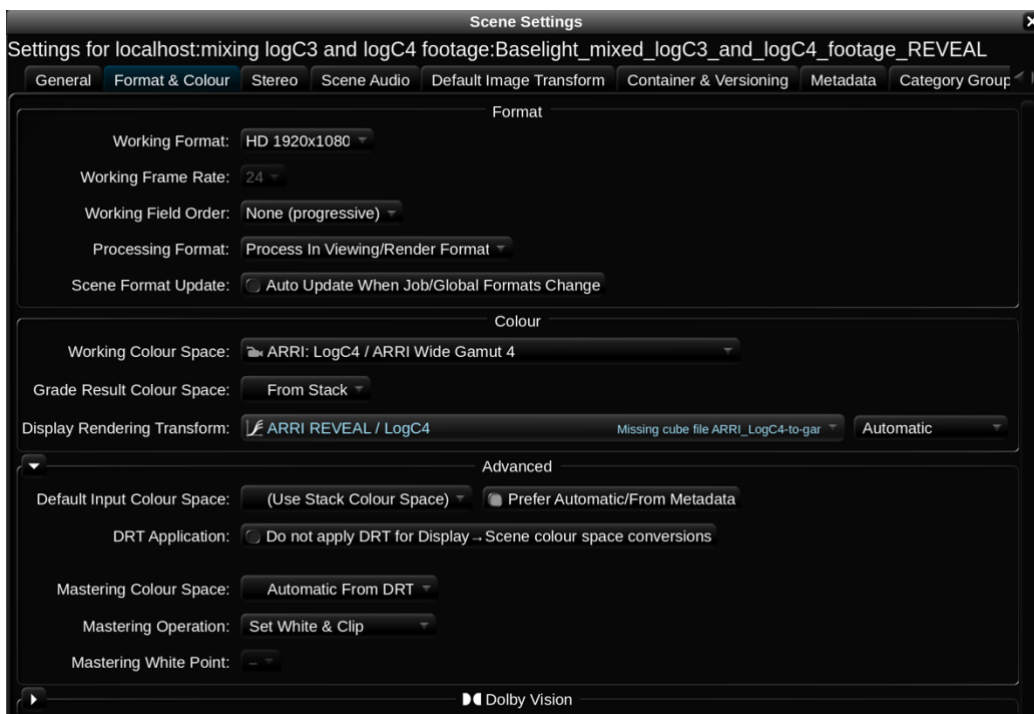 Scene Settings
Settings for localhost:mixing logC3 and logC4 footage:Baselight_mixed_logC3_and_logC4_footage_REVEAL
General Format & Colour Stereo Scene Audio Default Image Transform Container & Versioning Metadata Category Group
Format
Working Format: HD 1920x1080
Working Frame Rate: 24
Working Field Order: None (progressive)
Processing Format: Process In Viewing/Render Format
Scene Format Update: Auto Update When Job/Global Formats Change
Colour
Working Colour Space: ARRI: LogC4 / ARRI Wide Gamut 4
Grade Result Colour Space: From Stack
Display Rendering Transform: ARRI REVEAL / LogC4 Missing cube file ARRI_LogC4-to-gar Automatic
Advanced
Default Input Colour Space: (Use Stack Colour Space) Prefer Automatic/From Metadata
DRT Application: Do not apply DRT for Display→Scene colour space conversions
Mastering Colour Space: Automatic From DRT
Mastering Operation: Set White & Clip
Mastering White Point: –
Dolby Vision